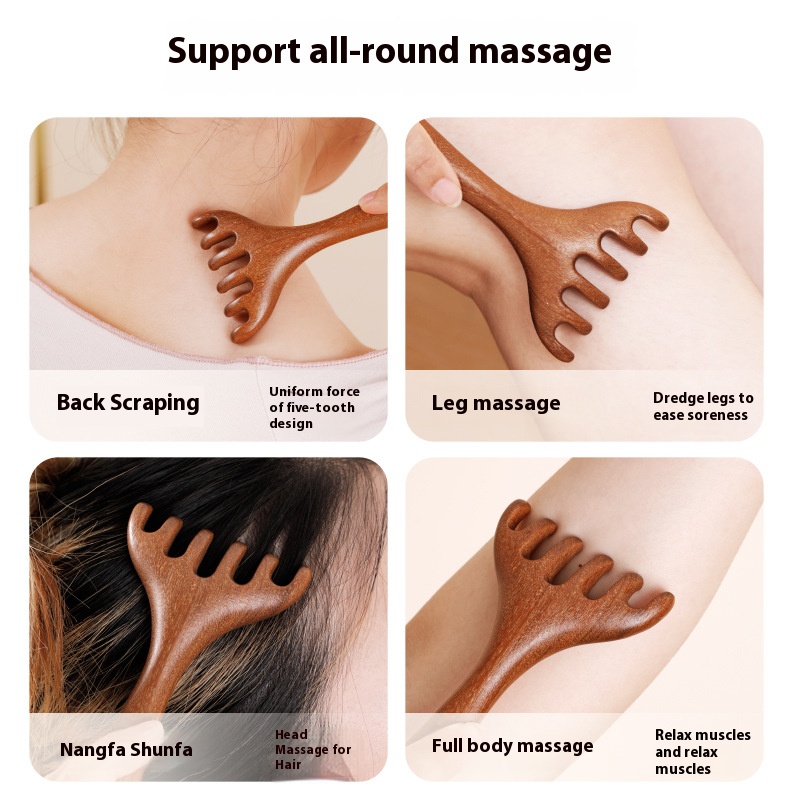 Support all-round massage
Back Scraping
Uniform force
of five-tooth
design
Leg massage
Dredge legs to
ease soreness
Nangfa Shunfa
Head
Massage for
Hair
Full body massage
Relax muscles
and relax
muscles